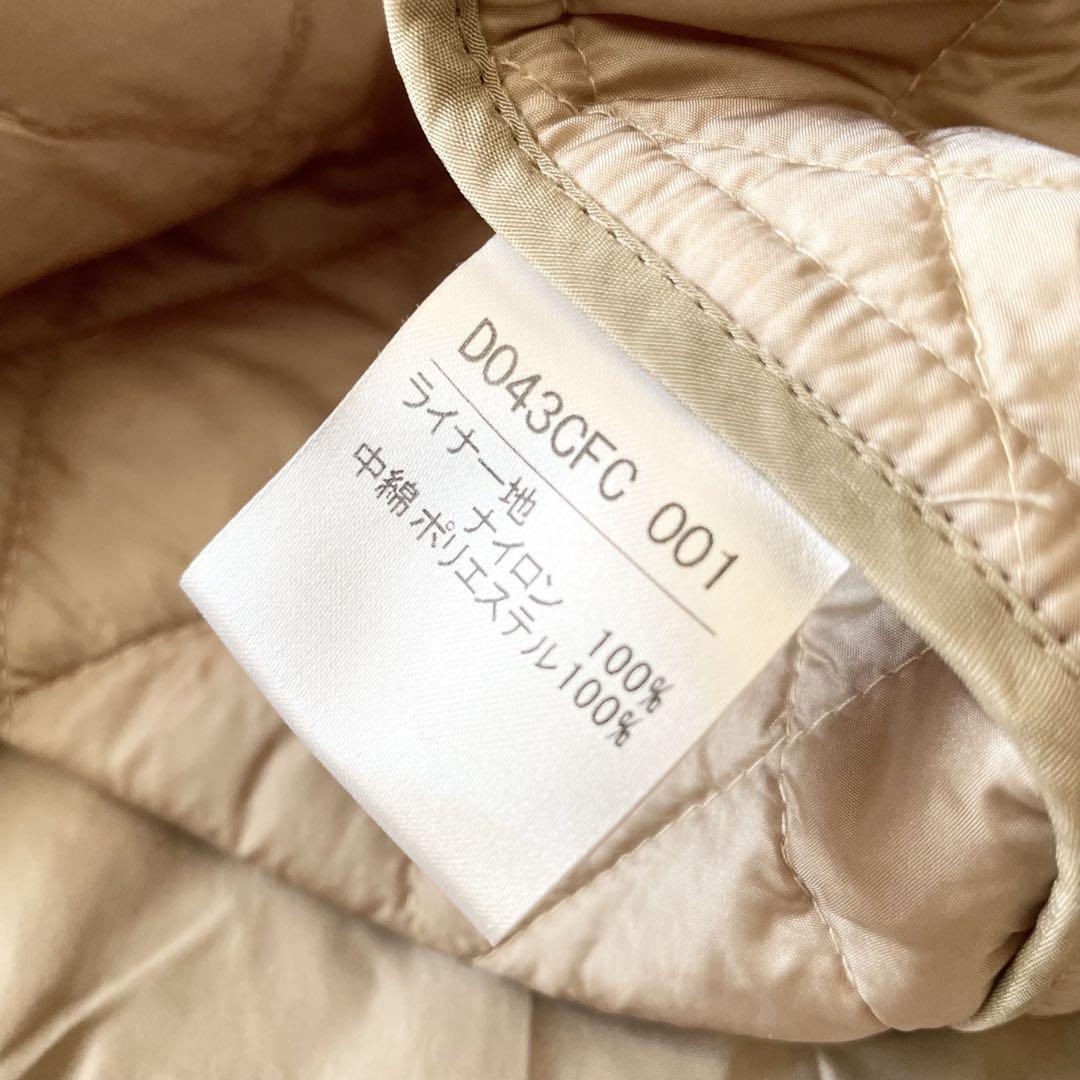 D043CFC 001
ライナー地 ナイロン 100%
中綿 ポリエステル100%